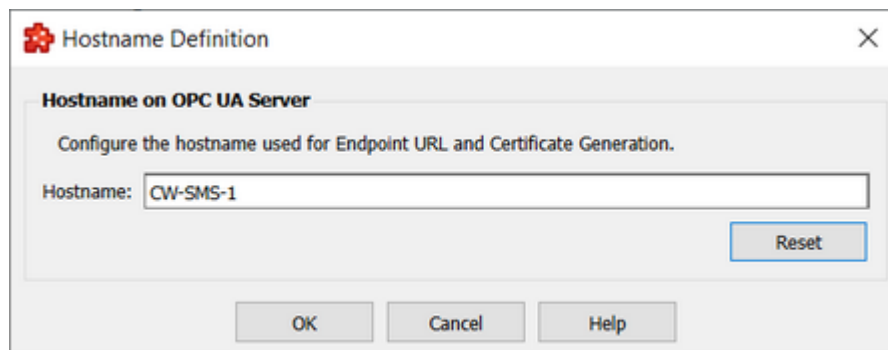 Hostname Definition
Hostname on OPC UA Server
Configure the hostname used for Endpoint URL and Certificate Generation.
Hostname: CW-SMS-1
Reset
OK Cancel Help